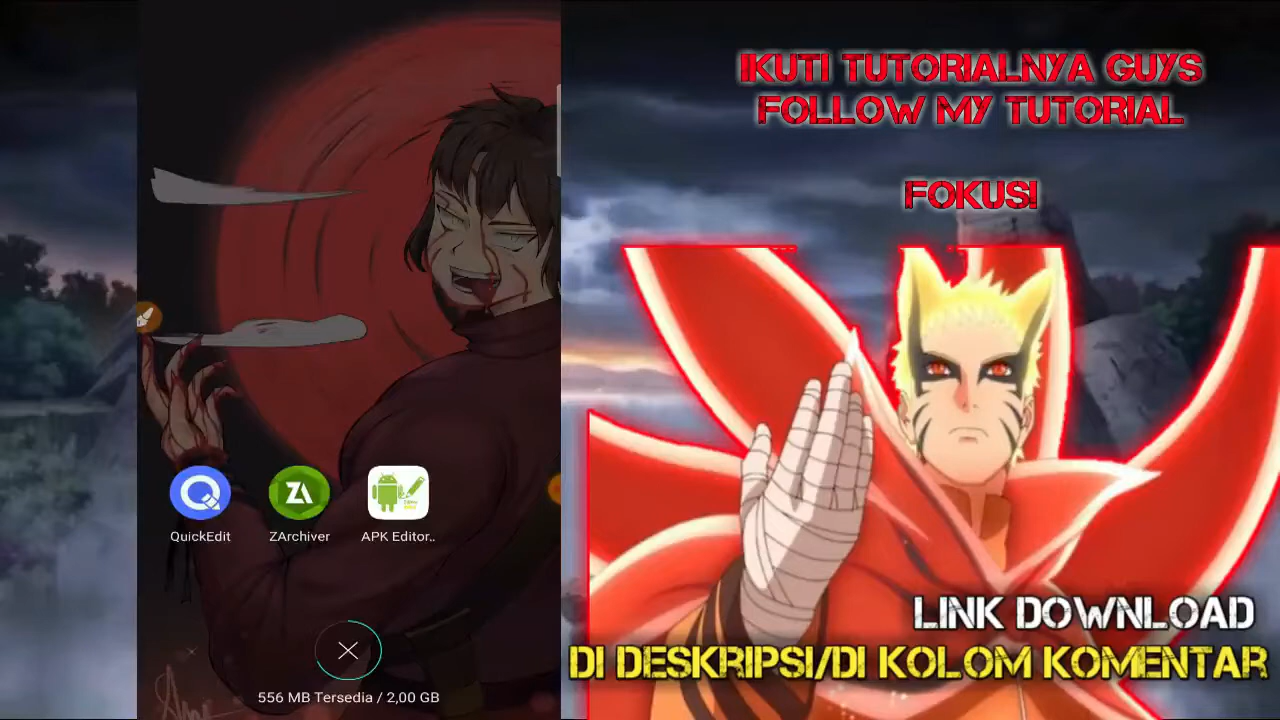 IKUTI TUTORIALNYA GUYS
FOLLOW MY TUTORIAL
FOKUS!
QuickEdit
ZArchiver
APK Editor..
556 MB Tersedia / 2,00 GB
LINK DOWNLOAD
DI DESKRIPSI/DI KOLOM KOMENTAR